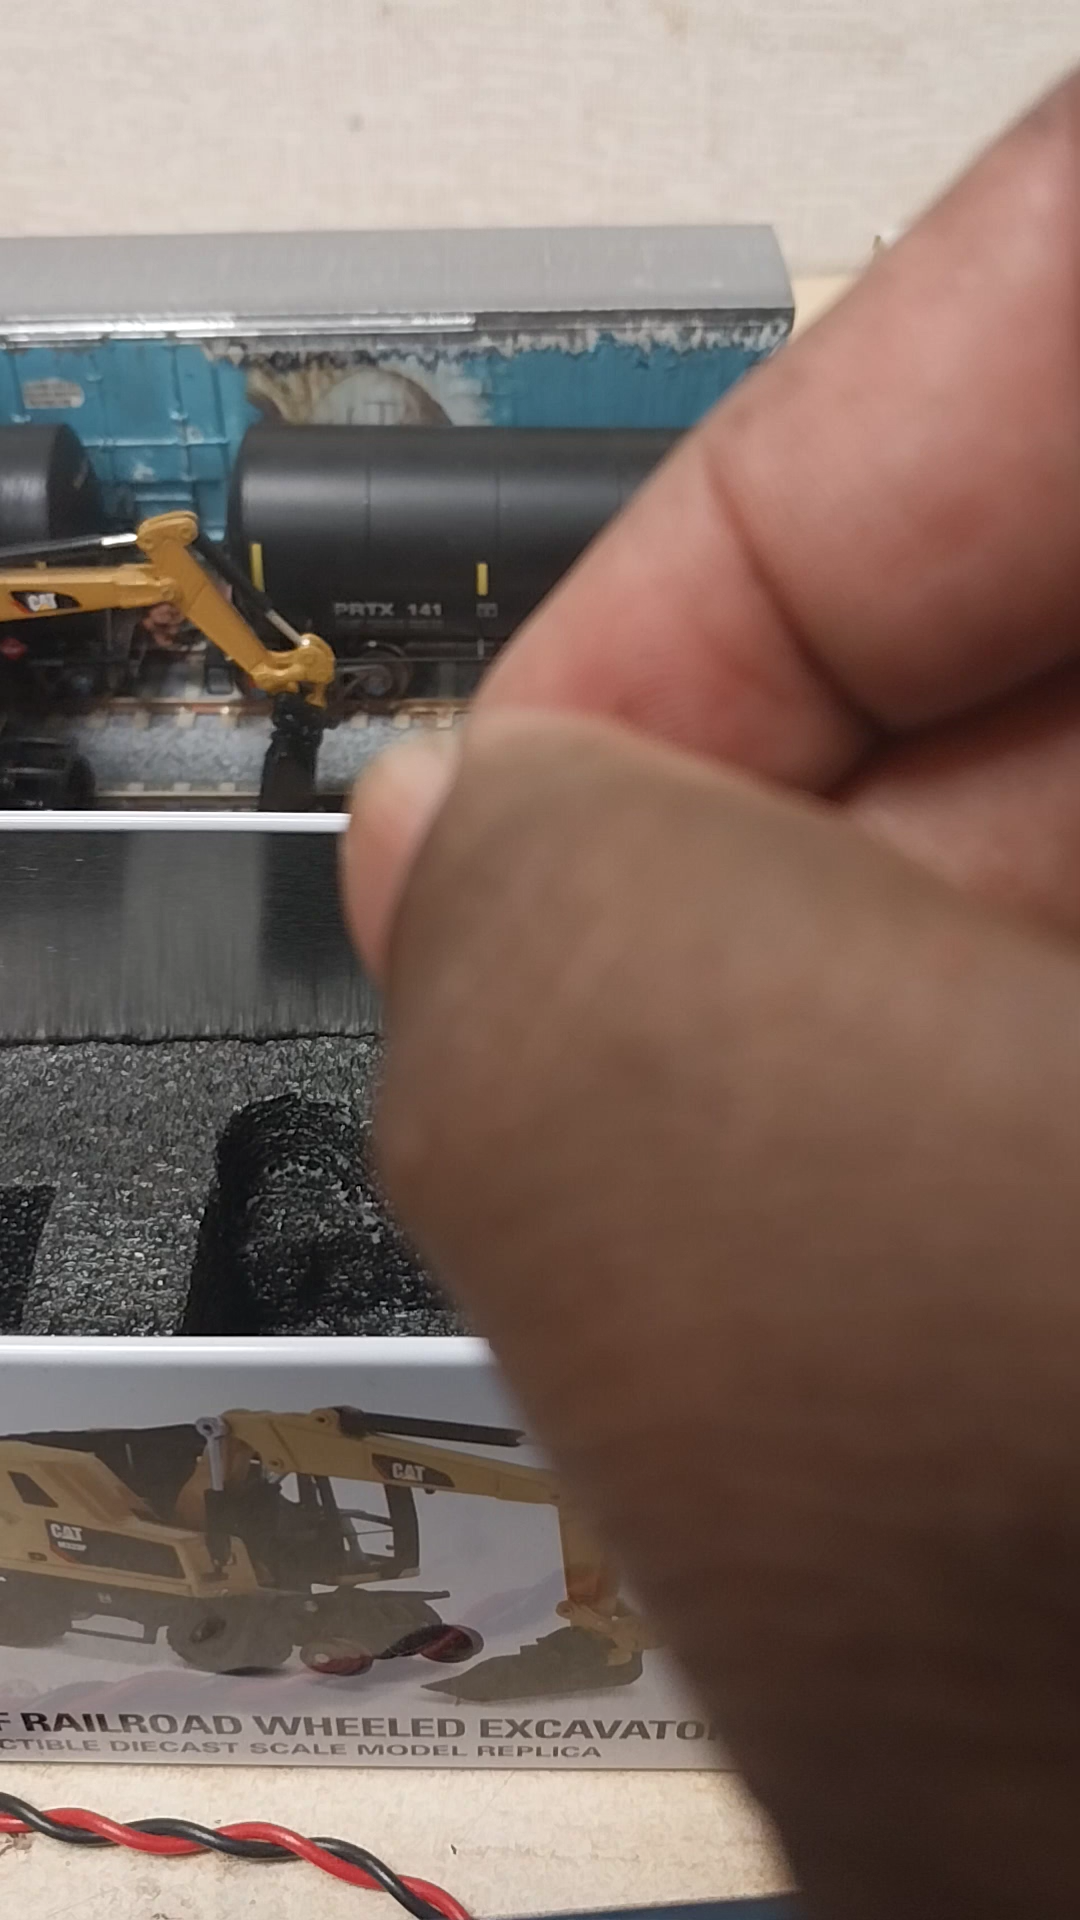 CAT
PRTX 141
CAT
CAT
F RAILROAD WHEELED EXCAVATO
CTIBLE DIECAST SCALE MODEL REPLICA